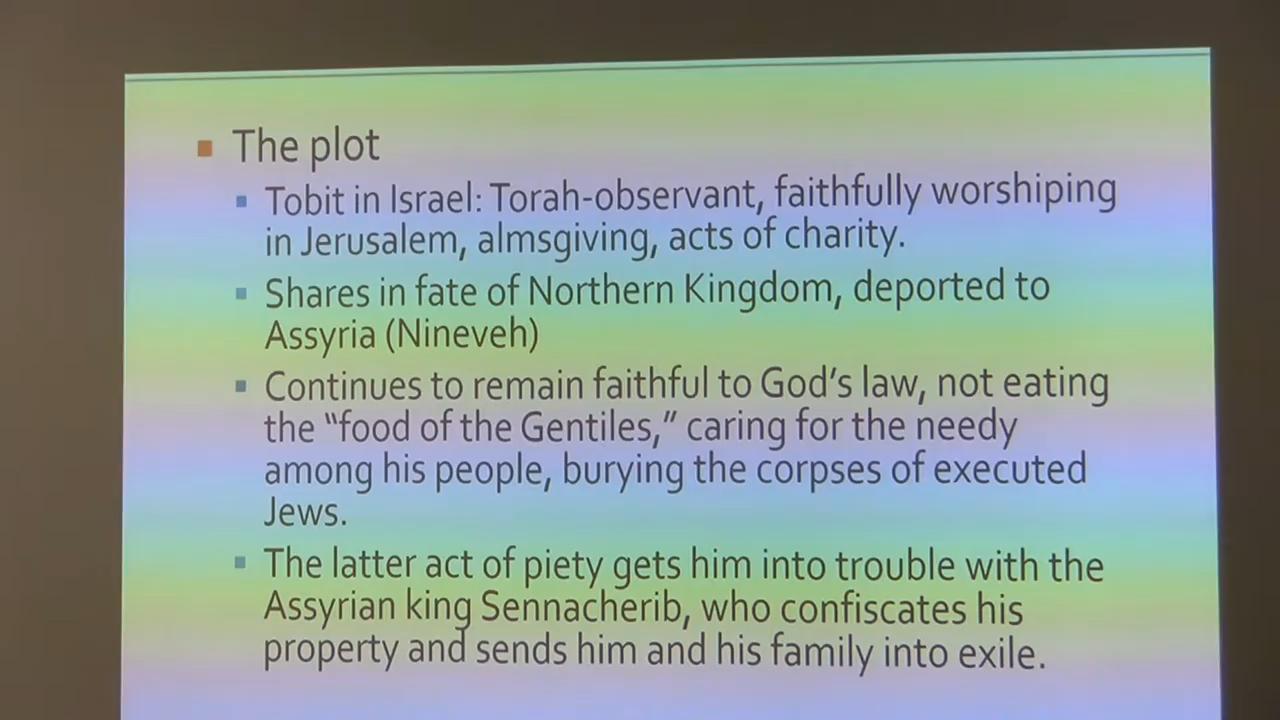 The plot
Tobit in Israel: Torah-observant, faithfully worshiping
in Jerusalem, almsgiving, acts of charity.
Shares in fate of Northern Kingdom, deported to
Assyria (Nineveh)
Continues to remain faithful to God's law, not eating
the "food of the Gentiles," caring for the needy
among his people, burying the corpses of executed
Jews.
The latter act of piety gets him into trouble with the
Assyrian king Sennacherib, who confiscates his
property and sends him and his family into exile.